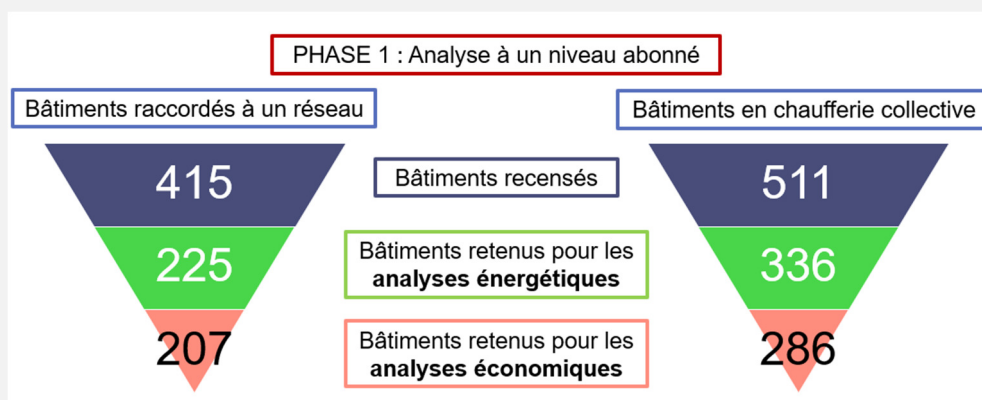 PHASE 1 : Analyse à un niveau abonné
Bâtiments raccordés à un réseau
Bâtiments en chaufferie collective
415
Bâtiments recensés
511
225
Bâtiments retenus pour les
analyses énergétiques
336
207
Bâtiments retenus pour les
analyses économiques
286